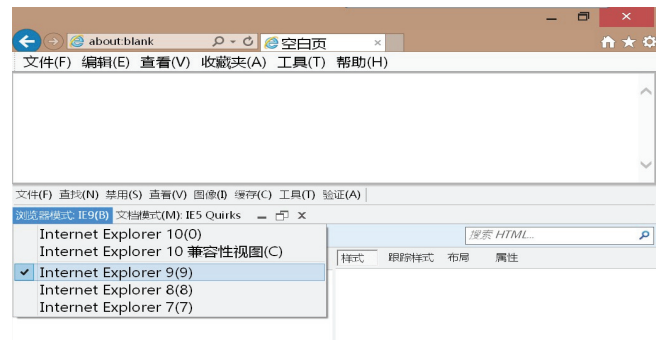 about:blank
空白页
文件(F) 编辑(E) 查看(V) 收藏夹(A) 工具(T) 帮助(H)
文件(F) 查找(N) 禁用(S) 查看(V) 图像(I) 缓存(C) 工具(T) 验证(A)
浏览器模式: IE9(B) 文档模式(M): IE5 Quirks
Internet Explorer 10(0)
Internet Explorer 10 兼容性视图(C)
Internet Explorer 9(9)
Internet Explorer 8(8)
Internet Explorer 7(7)
搜索 HTML...
样式 跟踪样式 布局 属性